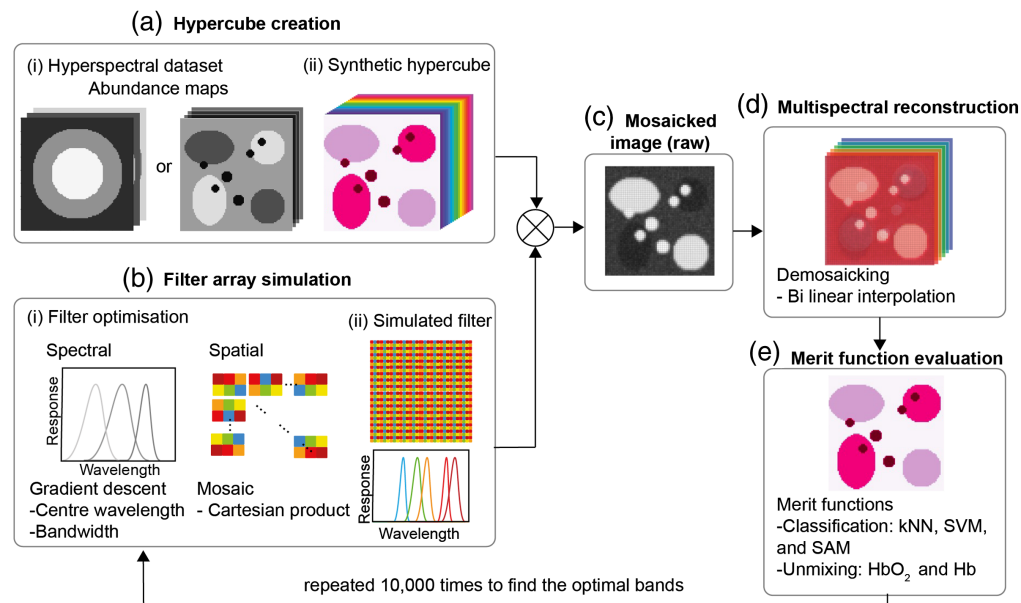 (a) Hypercube creation
(i) Hyperspectral dataset
Abundance maps
or
(ii) Synthetic hypercube
(b) Filter array simulation
(i) Filter optimisation
Spectral
Response
Wavelength
Gradient descent
-Centre wavelength
-Bandwidth
Spatial
Mosaic
- Cartesian product
(ii) Simulated filter
Response
Wavelength
(c) Mosaicked
image (raw)
(d) Multispectral reconstruction
Demosaicking
- Bi linear interpolation
(e) Merit function evaluation
Merit functions
-Classification: kNN, SVM,
and SAM
-Unmixing: HbO₂ and Hb
repeated 10,000 times to find the optimal bands